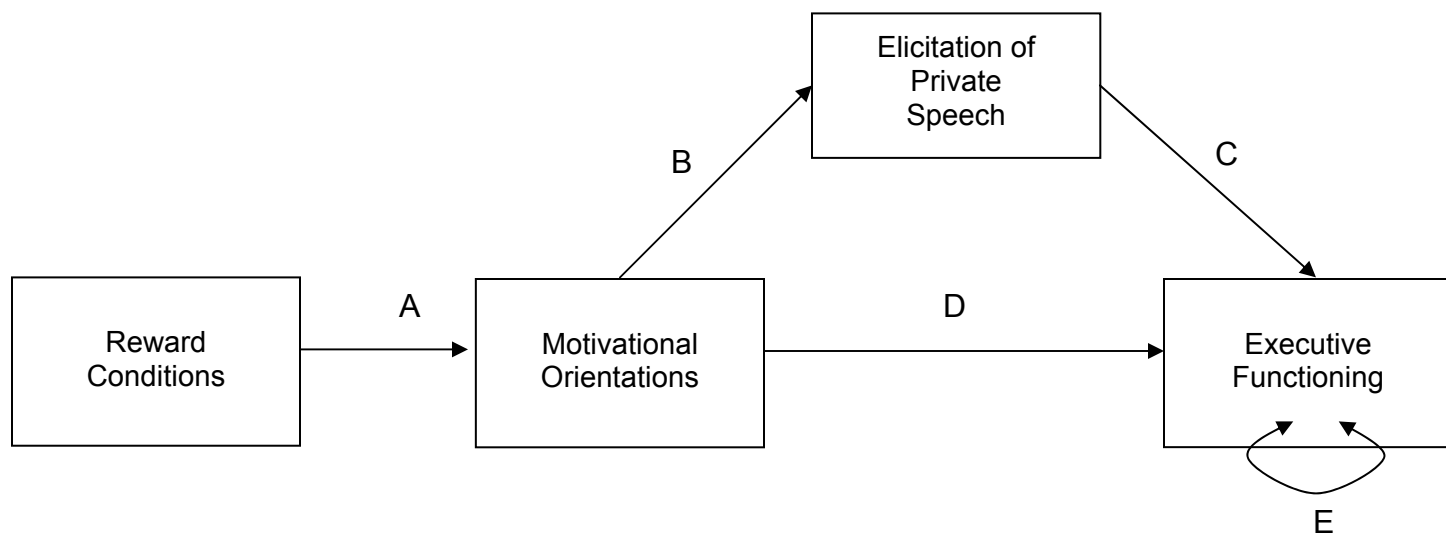 Elicitation of
Private
Speech
B
C
A
D
Reward
Conditions
Motivational
Orientations
Executive
Functioning
E